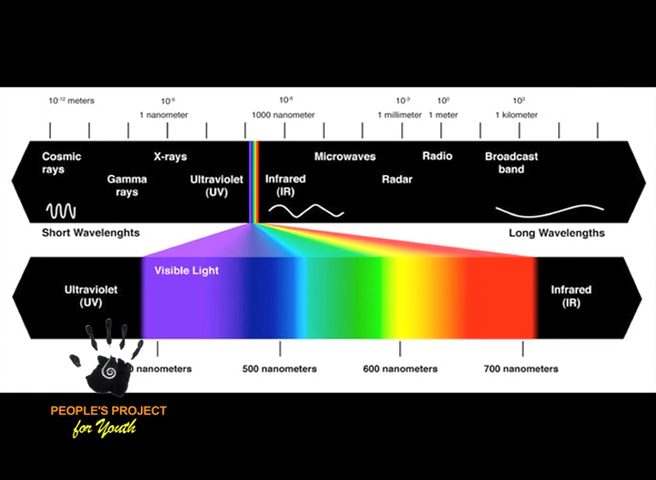 10⁻¹² meters 10⁻⁹ 10⁻⁶ 10⁻³ 10⁰ 10³
1 nanometer 1000 nanometer 1 millimeter 1 meter 1 kilometer
Cosmic
rays
X-rays
Microwaves
Radio
Broadcast
band
Gamma
rays
Ultraviolet
(UV)
Infrared
(IR)
Radar
Short Wavelenghts
Long Wavelengths
Visible Light
Ultraviolet
(UV)
Infrared
(IR)
nanometers 500 nanometers 600 nanometers 700 nanometers
PEOPLE'S PROJECT
for Youth